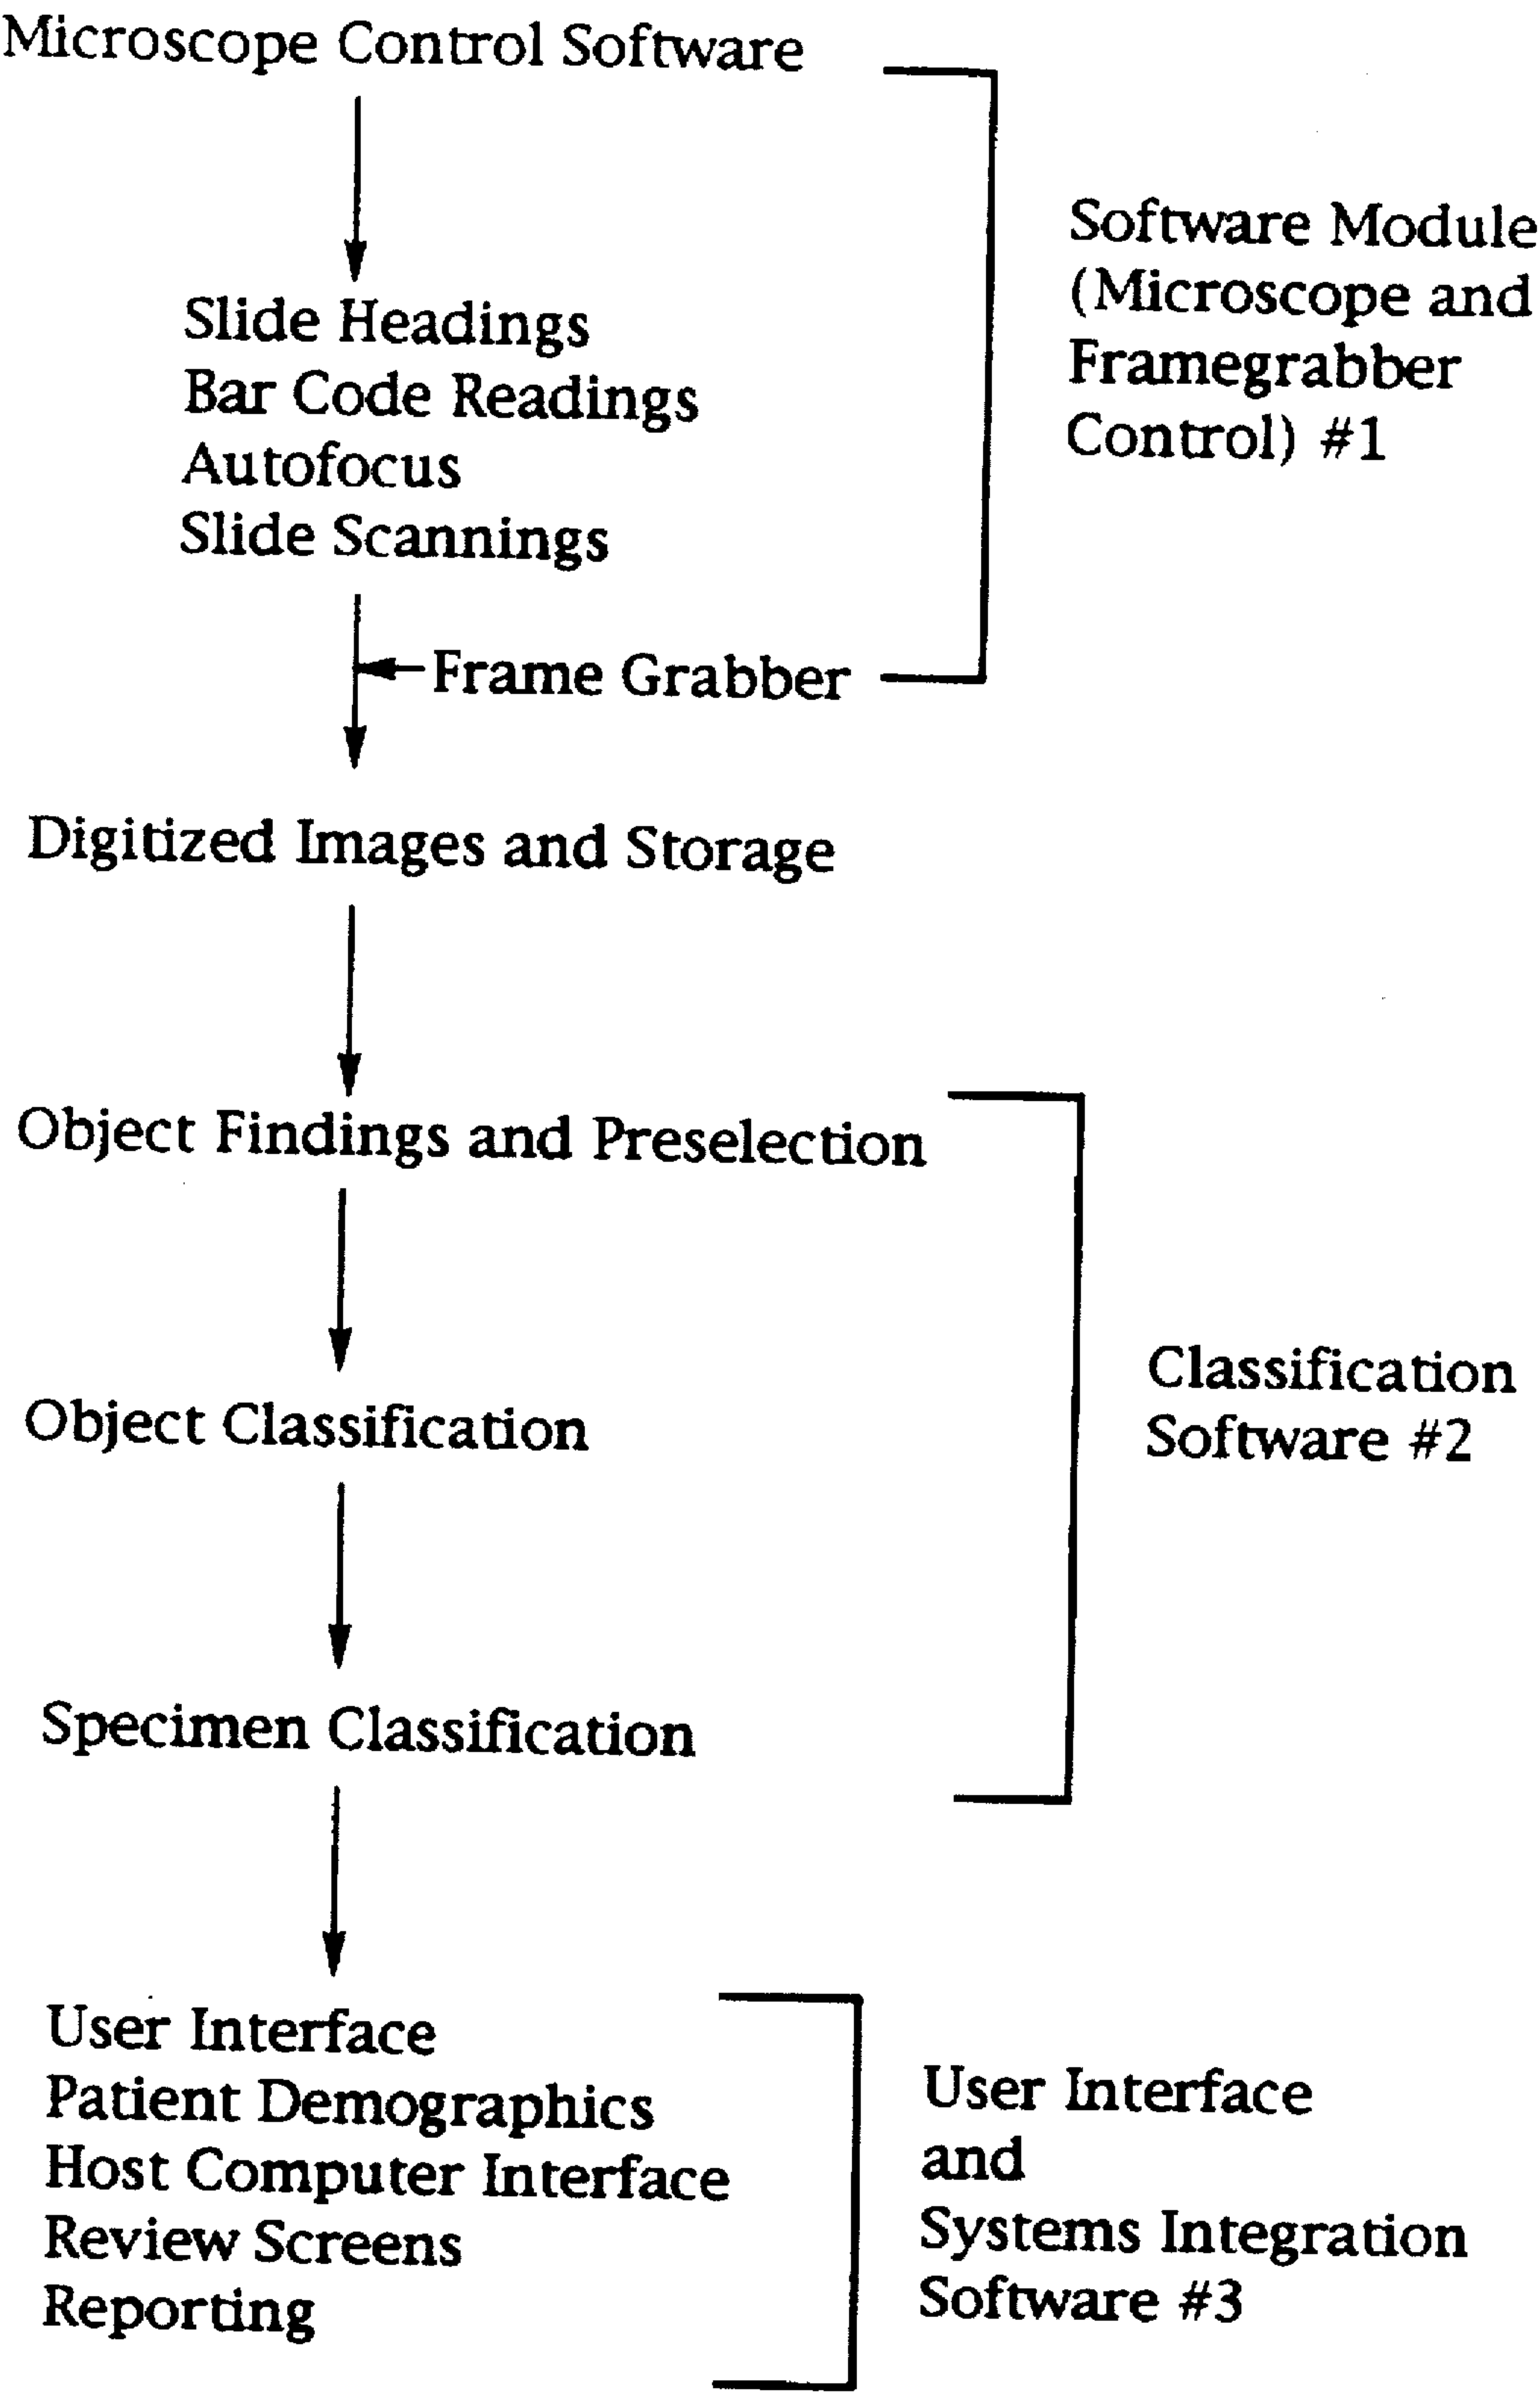 Microscope Control Software
Slide Headings
Bar Code Readings
Autofocus
Slide Scannings
Frame Grabber
Software Module
(Microscope and
Framegrabber
Control) #1
Digitized Images and Storage
Object Findings and Preselection
Object Classification
Specimen Classification
Classification
Software #2
User Interface
Patient Demographics
Host Computer Interface
Review Screens
Reporting
User Interface
and
Systems Integration
Software #3